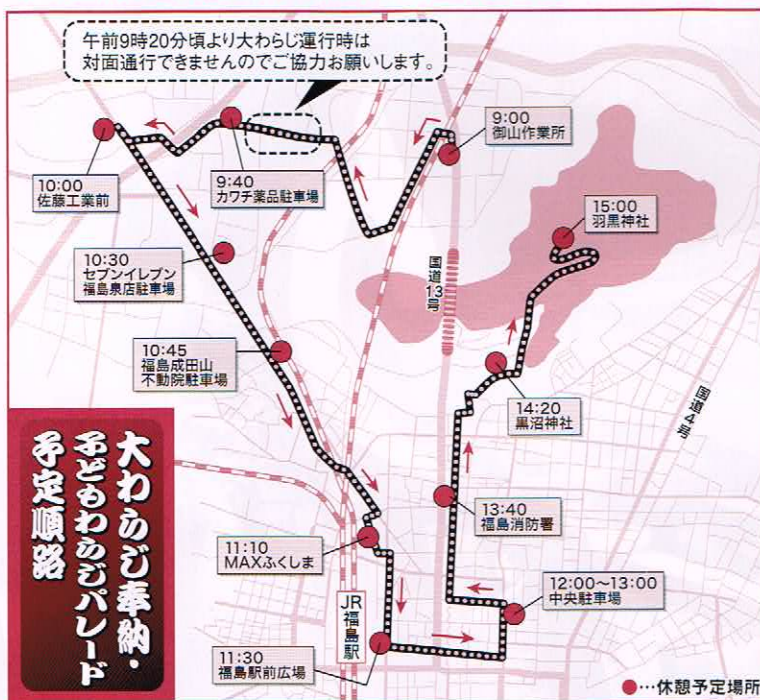 午前9時20分頃より大わらじ運行時は
対面通行できませんのでご協力お願いします。
9:00
御山作業所
9:40
カワチ薬品駐車場
10:00
佐藤工業前
10:30
セブンイレブン
福島泉店駐車場
10:45
福島成田山
不動院駐車場
11:10
MAXふくしま
11:30
福島駅前広場
JR福島駅
12:00〜13:00
中央駐車場
13:40
福島消防署
14:20
黒沼神社
15:00
羽黒神社
国道13号
国道4号
大わらじ奉納・
子どもわらじパレード
予定順路
●…休憩予定場所